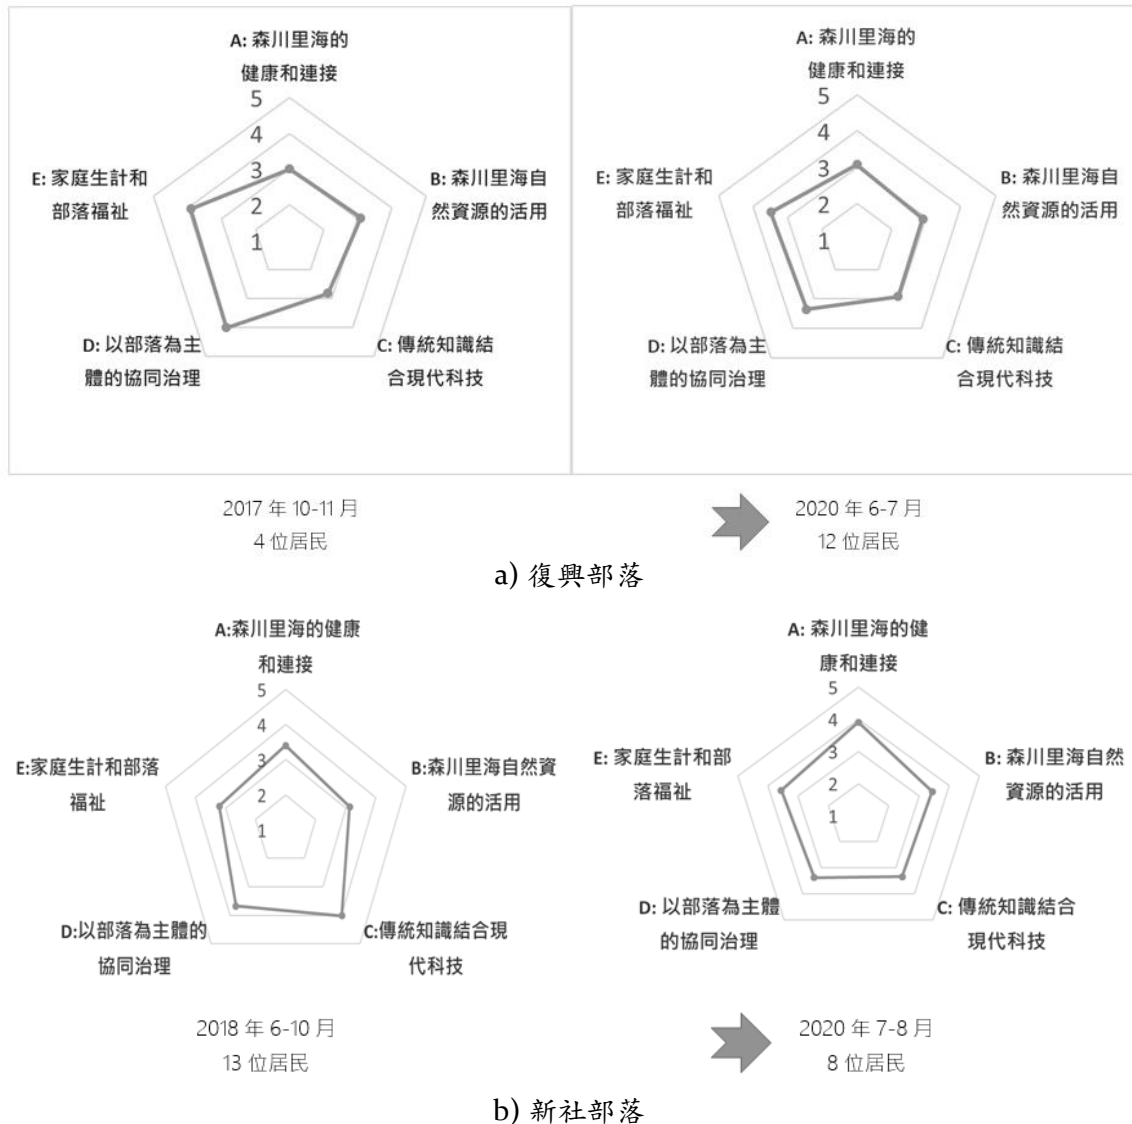 A: 森川里海的
健康和連接
5
4
3
2
1
E: 家庭生計和
部落福祉
B: 森川里海自
然資源的活用
D: 以部落為主
體的協同治理
C: 傳統知識結
合現代科技
A: 森川里海的
健康和連接
5
4
3
2
1
E: 家庭生計和
部落福祉
B: 森川里海自
然資源的活用
D: 以部落為主
體的協同治理
C: 傳統知識結
合現代科技
2017 年 10-11 月
4 位居民
2020 年 6-7 月
12 位居民
a) 復興部落
A:森川里海的健康
和連接
5
4
3
2
1
E:家庭生計和部落
福祉
B:森川里海自然資
源的活用
D:以部落為主體的
協同治理
C:傳統知識結合現
代科技
A: 森川里海的健
康和連接
5
4
3
2
1
E: 家庭生計和部
落福祉
B: 森川里海自然
資源的活用
D: 以部落為主體
的協同治理
C: 傳統知識結合
現代科技
2018 年 6-10 月
13 位居民
2020 年 7-8 月
8 位居民
b) 新社部落